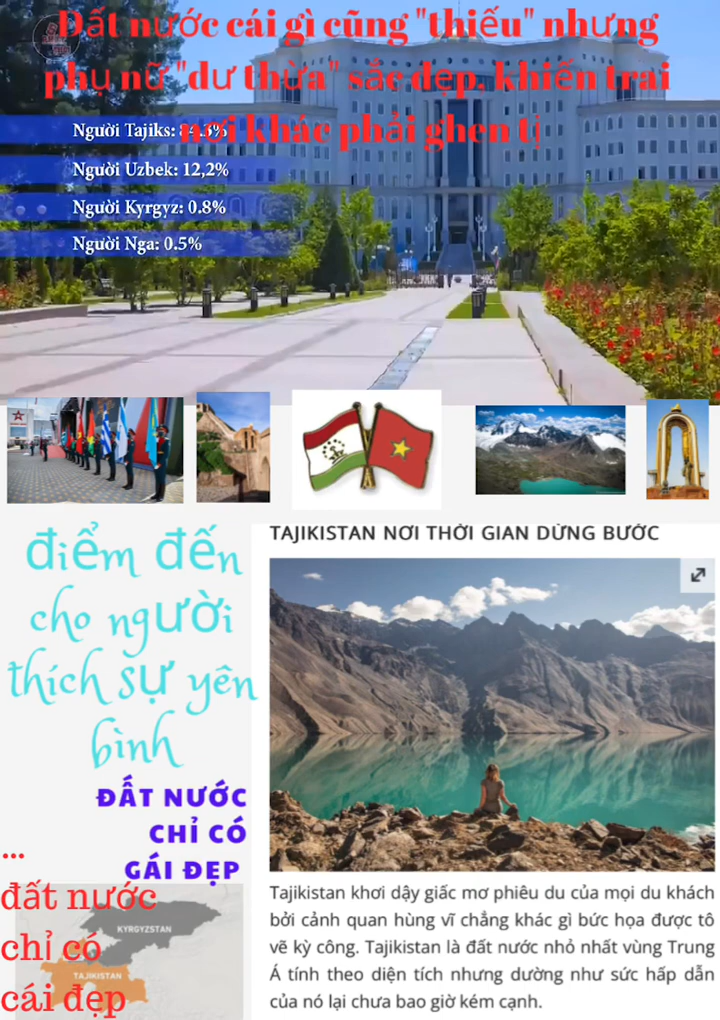 Đất nước cái gì cũng "thiếu" nhưng
phụ nữ "dư thừa" sắc đẹp, khiến trai
nơi khác phải ghen tị
Người Tajiks: 84.3%
Người Uzbek: 12,2%
Người Kyrgyz: 0.8%
Người Nga: 0.5%
điểm đến
cho người
thích sự yên
bình
ĐẤT NƯỚC
CHỈ CÓ
GÁI ĐẸP
...
đất nước
chỉ có
cái đẹp
KYRGYZSTAN
TAJIKISTAN
TAJIKISTAN NƠI THỜI GIAN DỪNG BƯỚC
Tajikistan khơi dậy giấc mơ phiêu du của mọi du khách
bởi cảnh quan hùng vĩ chẳng khác gì bức họa được tô
vẽ kỳ công. Tajikistan là đất nước nhỏ nhất vùng Trung
Á tính theo diện tích nhưng dường như sức hấp dẫn
của nó lại chưa bao giờ kém cạnh.